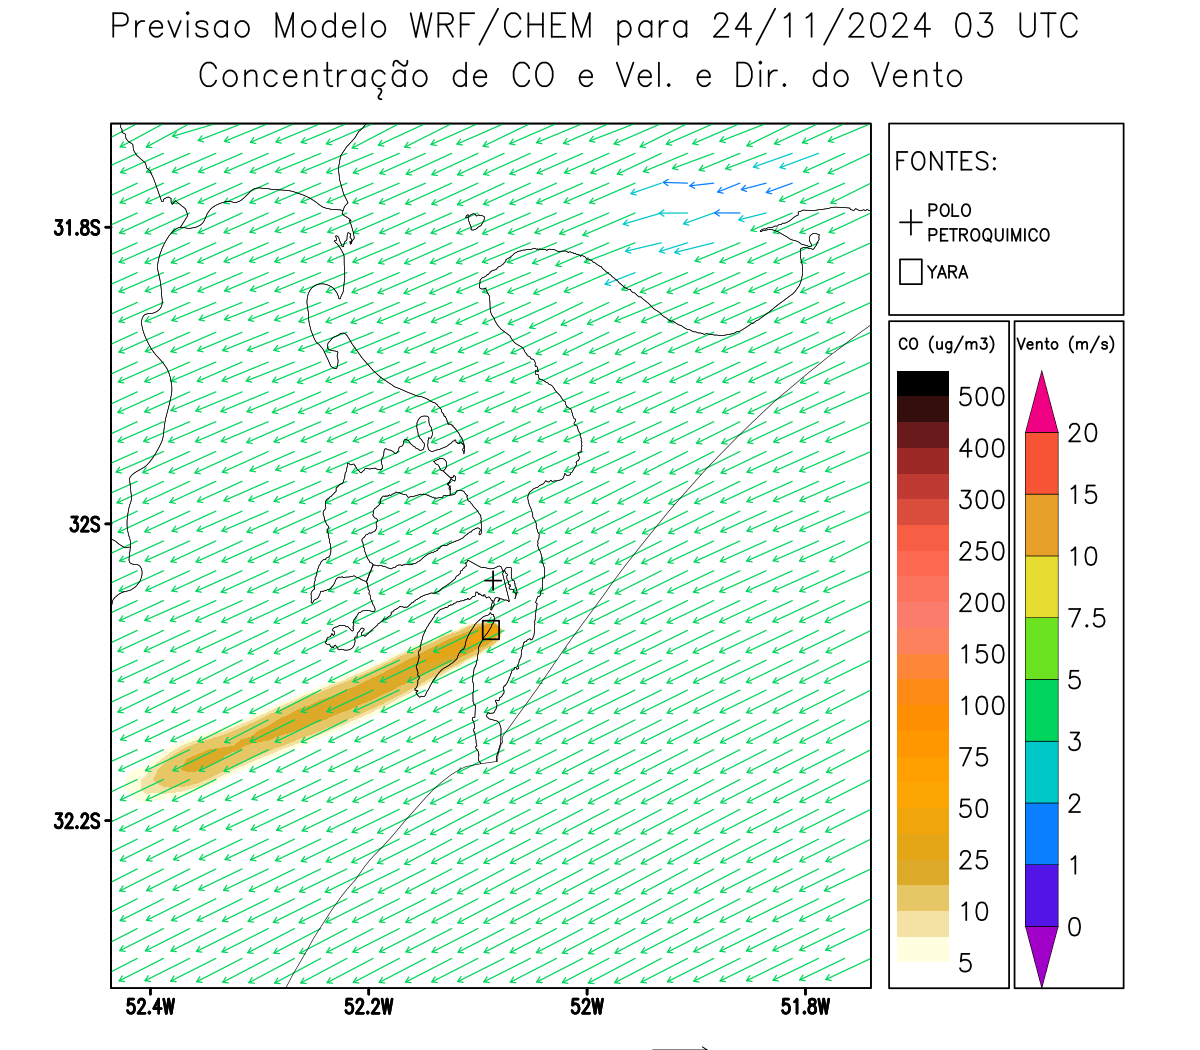 Previsao Modelo WRF/CHEM para 24/11/2024 03 UTC
Concentração de CO e Vel. e Dir. do Vento
FONTES:
POLO
PETROQUIMICO
YARA
31.8S
32S
32.2S
52.4W
52.2W
52W
51.8W
CO (ug/m3)
500
400
300
250
200
150
100
75
50
25
10
5
Vento (m/s)
20
15
10
7.5
5
3
2
1
0